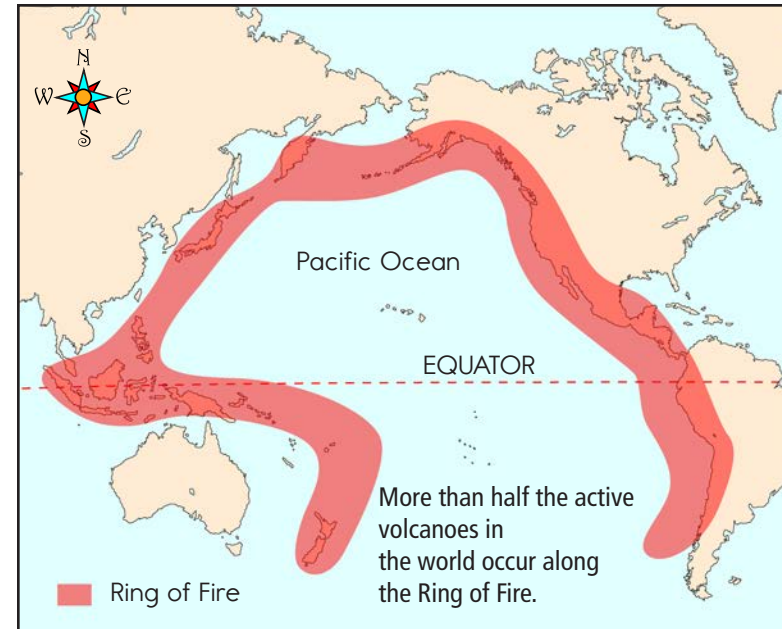 N
W E
S
Pacific Ocean
EQUATOR
More than half the active
volcanoes in
the world occur along
the Ring of Fire.
Ring of Fire